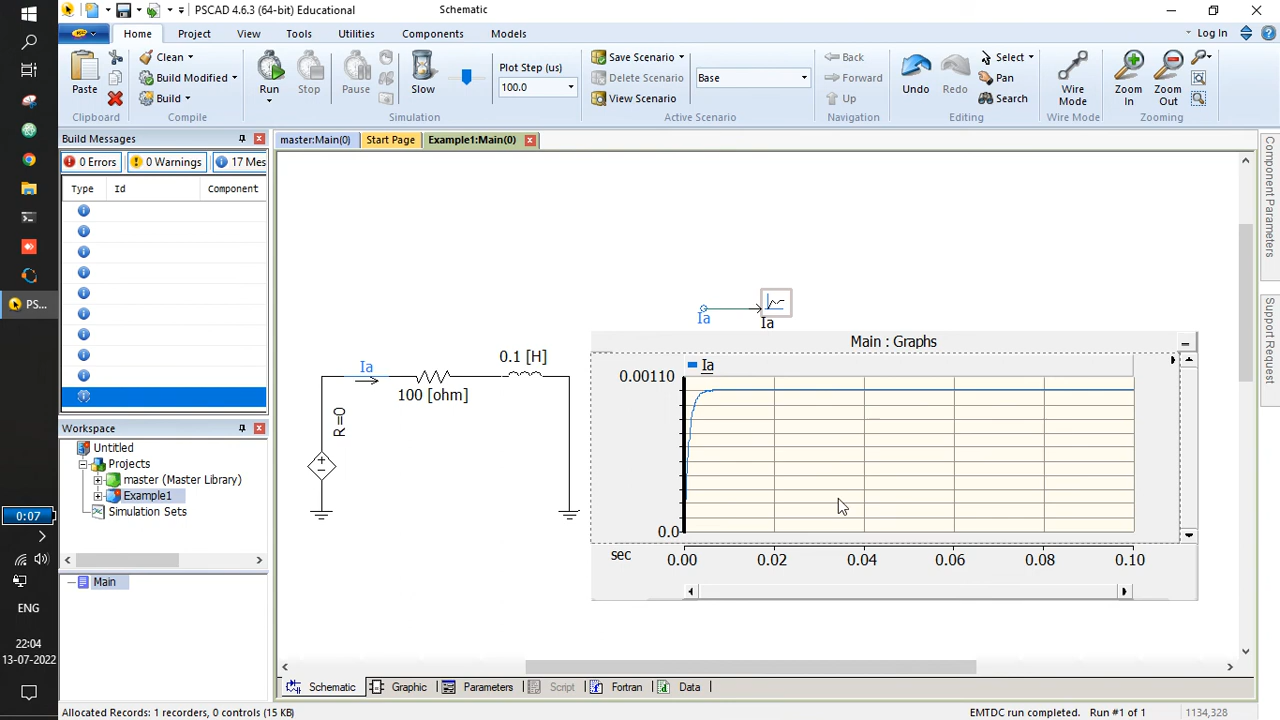 PSCAD 4.6.3 (64-bit) Educational
Schematic
Home Project View Tools Utilities Components Models Log In
Paste
Clipboard
Clean
Build Modified
Build
Compile
Run
Stop
Pause
Slow
Plot Step (us)
100.0
Simulation
Save Scenario
Delete Scenario
View Scenario
Base
Active Scenario
Back
Forward
Up
Navigation
Undo
Redo
Select
Pan
Search
Editing
Wire
Mode
Wire Mode
Zoom
In
Zoom
Out
Zooming
Build Messages
0 Errors 0 Warnings 17 Mes
Type Id Component
master:Main(0) Start Page Example1:Main(0)
Component Parameters
Support Request
PS...
Ia
Ia
Main : Graphs
Ia
0.00110
0.0
sec
0.00 0.02 0.04 0.06 0.08 0.10
Ia
0.1 [H]
100 [ohm]
R =0
+
-
Workspace
Untitled
Projects
master (Master Library)
Example1
Simulation Sets
Main
0:07
ENG
22:04
13-07-2022
Schematic Graphic Parameters Script Fortran Data
Allocated Records: 1 recorders, 0 controls (15 KB)
EMTDC run completed. Run #1 of 1
1134,328